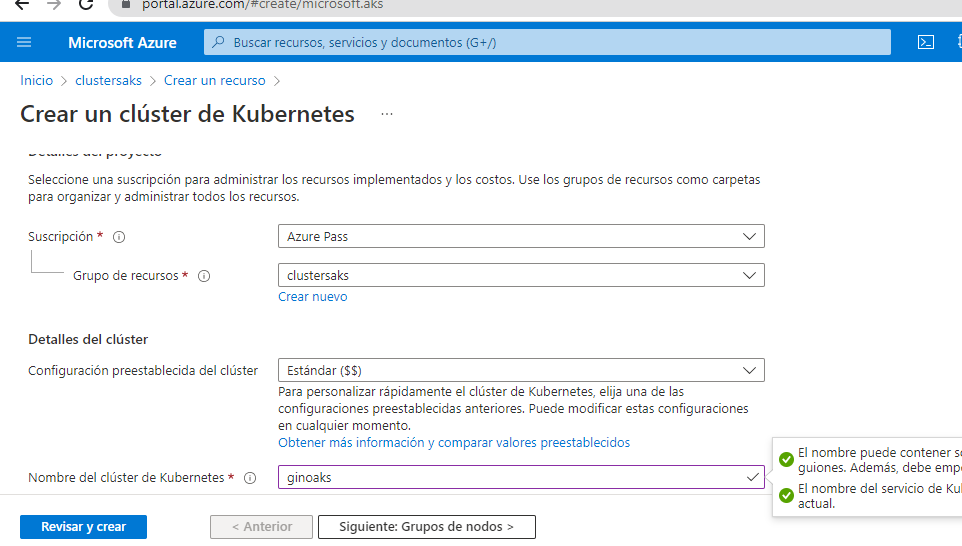 portal.azure.com/#create/microsoft.aks
Microsoft Azure
Buscar recursos, servicios y documentos (G+/)
Inicio > clustersaks > Crear un recurso >
Crear un clúster de Kubernetes ...
Detalles del proyecto
Seleccione una suscripción para administrar los recursos implementados y los costos. Use los grupos de recursos como carpetas
para organizar y administrar todos los recursos.
Suscripción *
Azure Pass
Grupo de recursos *
clustersaks
Crear nuevo
Detalles del clúster
Configuración preestablecida del clúster
Estándar ($$)
Para personalizar rápidamente el clúster de Kubernetes, elija una de las
configuraciones preestablecidas anteriores. Puede modificar estas configuraciones
en cualquier momento.
Obtener más información y comparar valores preestablecidos
Nombre del clúster de Kubernetes *
ginoaks
El nombre puede contener
guiones. Además, debe
El nombre del servicio de
actual.
Revisar y crear
< Anterior
Siguiente: Grupos de nodos >